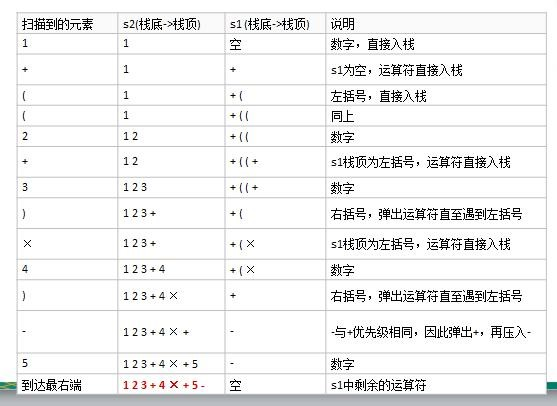 扫描到的元素 s2(栈底->栈顶) s1 (栈底->栈顶) 说明
1 1 空 数字，直接入栈
+ 1 + s1为空，运算符直接入栈
( 1 + ( 左括号，直接入栈
( 1 + ( ( 同上
2 1 2 + ( ( 数字
+ 1 2 + ( ( + s1栈顶为左括号，运算符直接入栈
3 1 2 3 + ( ( + 数字
) 1 2 3 + + ( 右括号，弹出运算符直至遇到左括号
× 1 2 3 + + ( × s1栈顶为左括号，运算符直接入栈
4 1 2 3 + 4 + ( × 数字
) 1 2 3 + 4 × + 右括号，弹出运算符直至遇到左括号
- 1 2 3 + 4 × + - -与+优先级相同，因此弹出+，再压入-
5 1 2 3 + 4 × + 5 - 数字
到达最右端 1 2 3 + 4 × + 5 - 空 s1中剩余的运算符